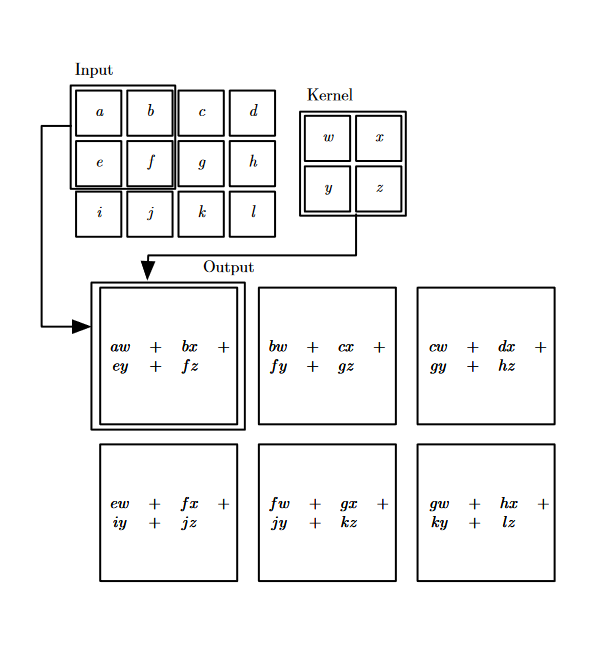 Input
a b c d
e f g h
i j k l
Kernel
w x
y z
Output
aw + bx +
ey + fz
bw + cx +
fy + gz
cw + dx +
gy + hz
ew + fx +
iy + jz
fw + gx +
jy + kz
gw + hx +
ky + lz